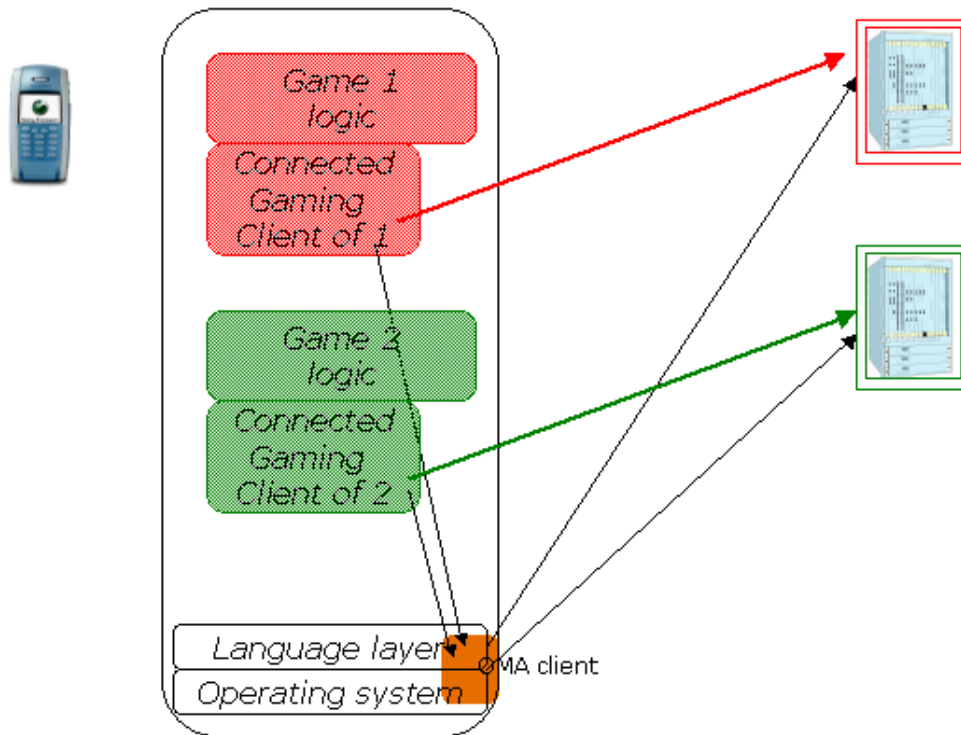 Game 1
logic
Connected
Gaming
Client of 1
Game 2
logic
Connected
Gaming
Client of 2
Language layer
MA client
Operating system